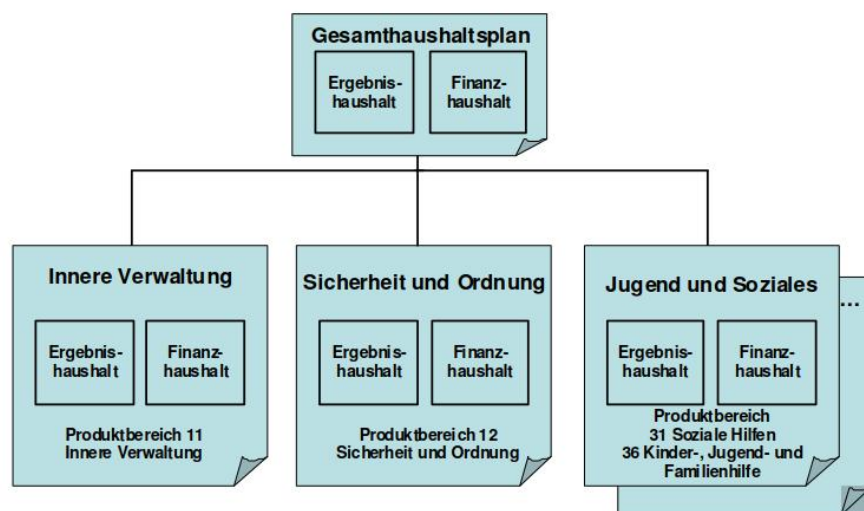 Gesamthaushaltsplan
Ergebnis-
haushalt
Finanz-
haushalt
Innere Verwaltung
Ergebnis-
haushalt
Finanz-
haushalt
Produktbereich 11
Innere Verwaltung
Sicherheit und Ordnung
Ergebnis-
haushalt
Finanz-
haushalt
Produktbereich 12
Sicherheit und Ordnung
Jugend und Soziales
Ergebnis-
haushalt
Finanz-
haushalt
Produktbereich
31 Soziale Hilfen
36 Kinder-, Jugend- und
Familienhilfe
...